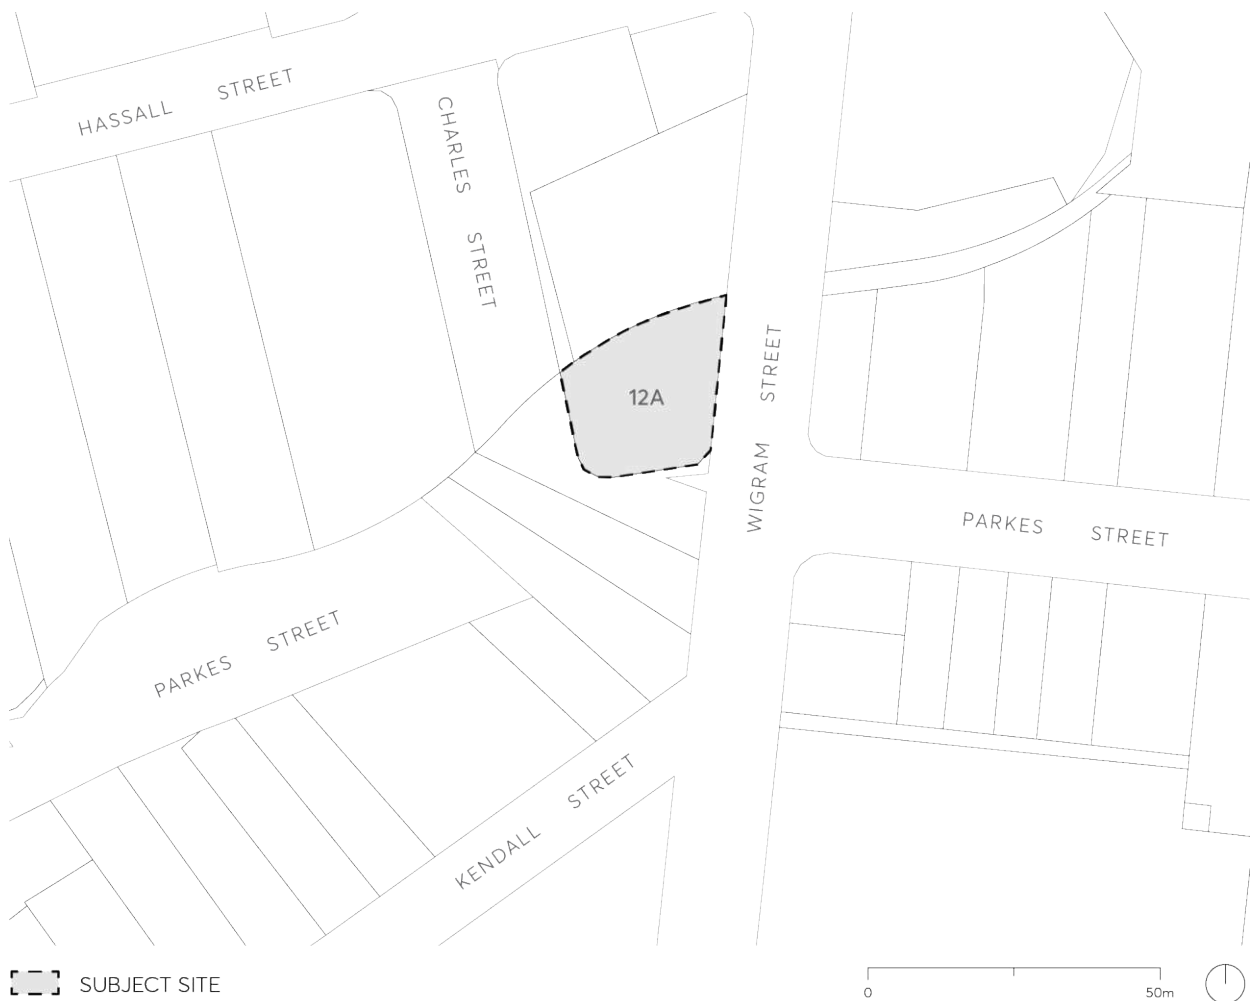 HASSALL STREET
CHARLES STREET
12A
WIGRAM STREET
PARKES STREET
PARKES STREET
KENDALL STREET
SUBJECT SITE
0 50m